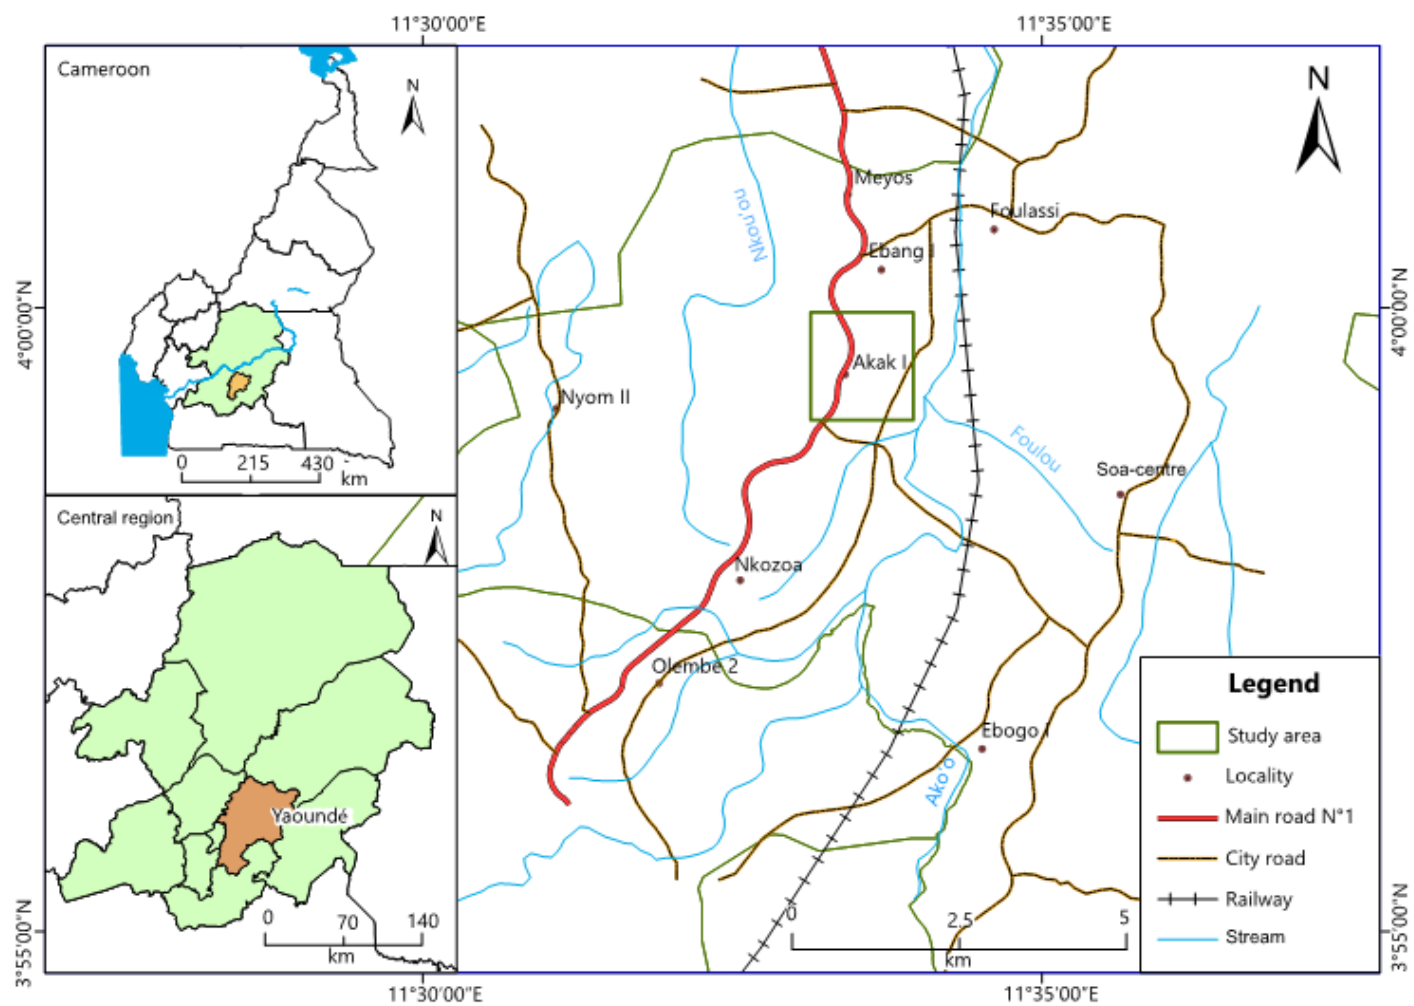 11°30'00"E
11°35'00"E
Cameroon
N
0 215 430
km
Central region
N
Yaoundé
0 70 140
km
4°00'00"N
3°55'00"N
N
Meyos
Nkou'ou
Foulassi
Ebang I
Akak I
Nyom II
Foulou
Soa-centre
Nkozoa
Olembe 2
Ebogo I
Ako'o
0 2.5 5
km
Legend
Study area
Locality
Main road N°1
City road
Railway
Stream
4°00'00"N
3°55'00"N
11°30'00"E
11°35'00"E